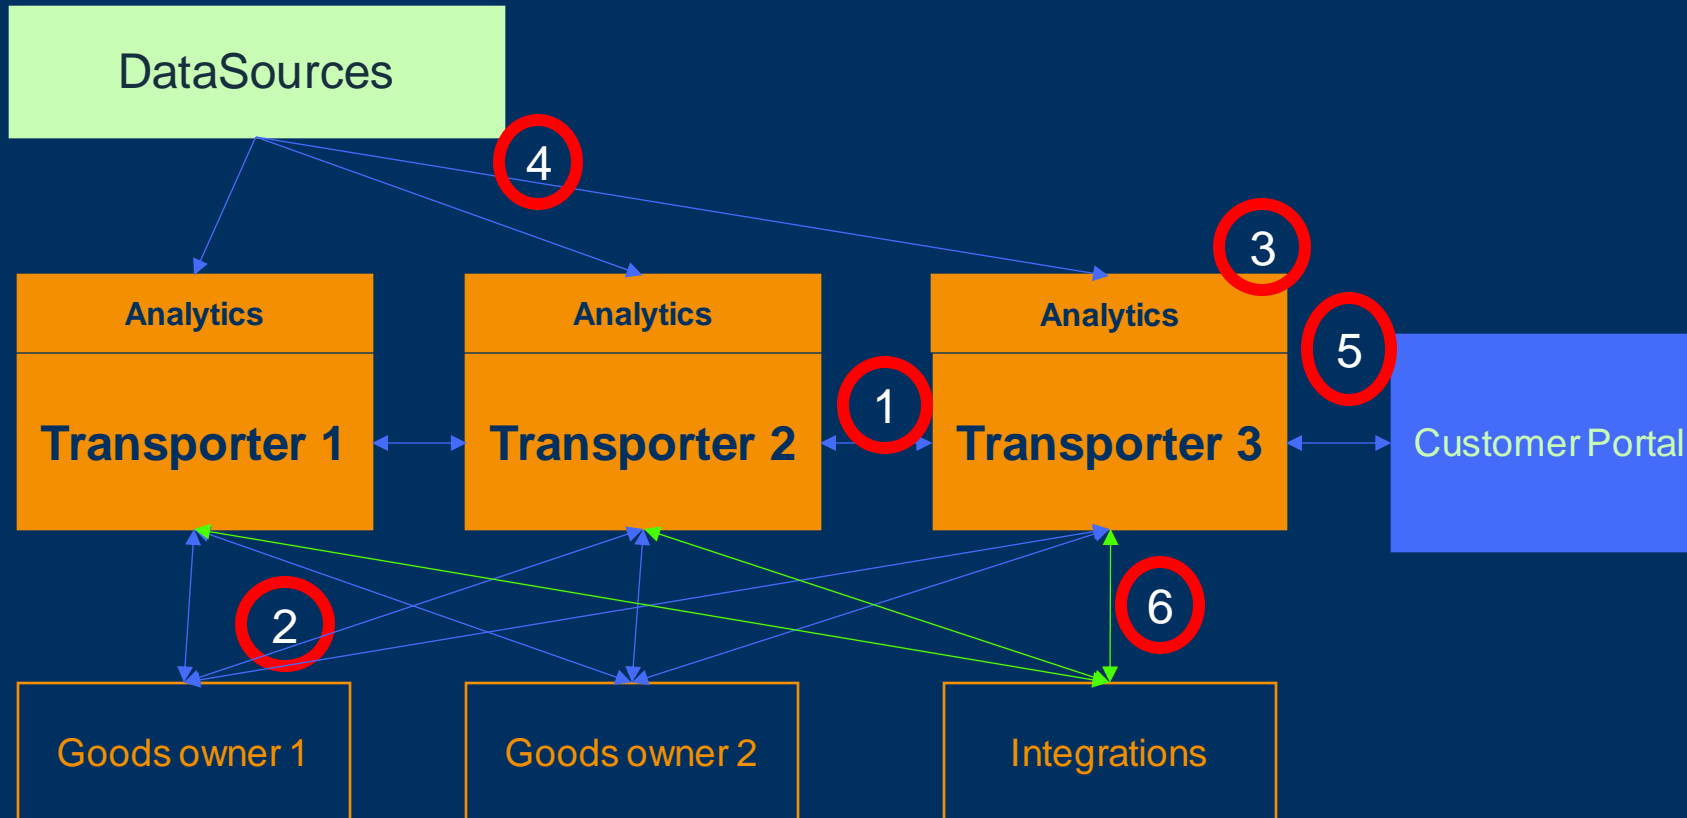 DataSources
4
3
Analytics
Analytics
Analytics
5
1
Transporter 1
Transporter 2
Transporter 3
Customer Portal
2
6
Goods owner 1
Goods owner 2
Integrations